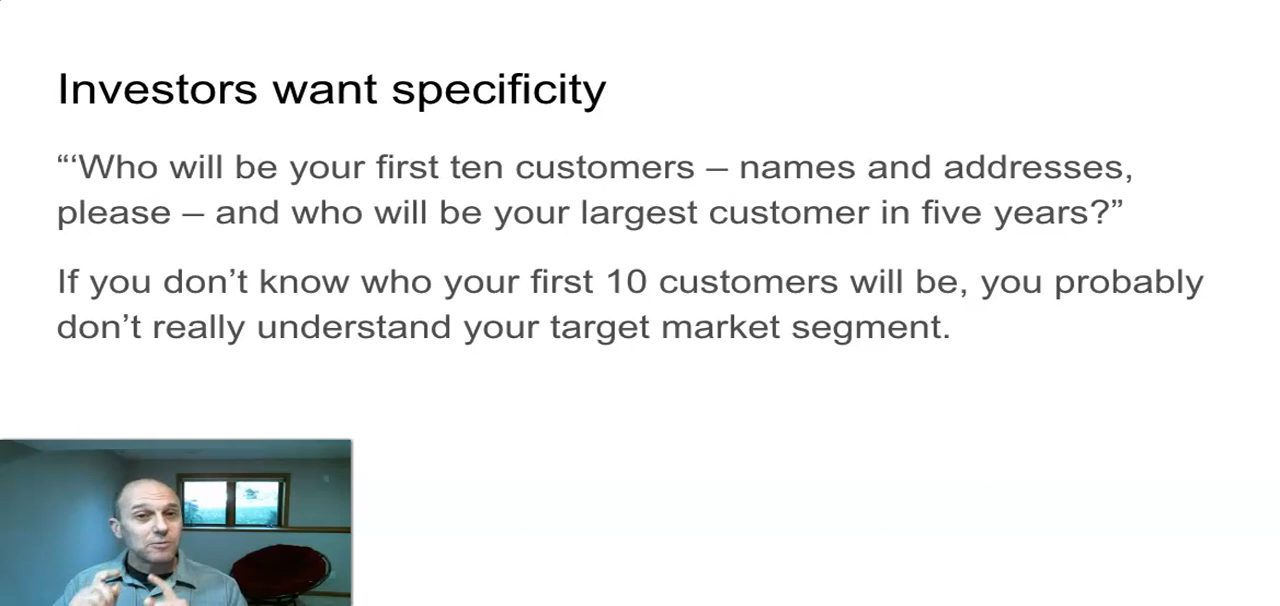 Investors want specificity
“‘Who will be your first ten customers – names and addresses,
please – and who will be your largest customer in five years?”
If you don’t know who your first 10 customers will be, you probably
don’t really understand your target market segment.